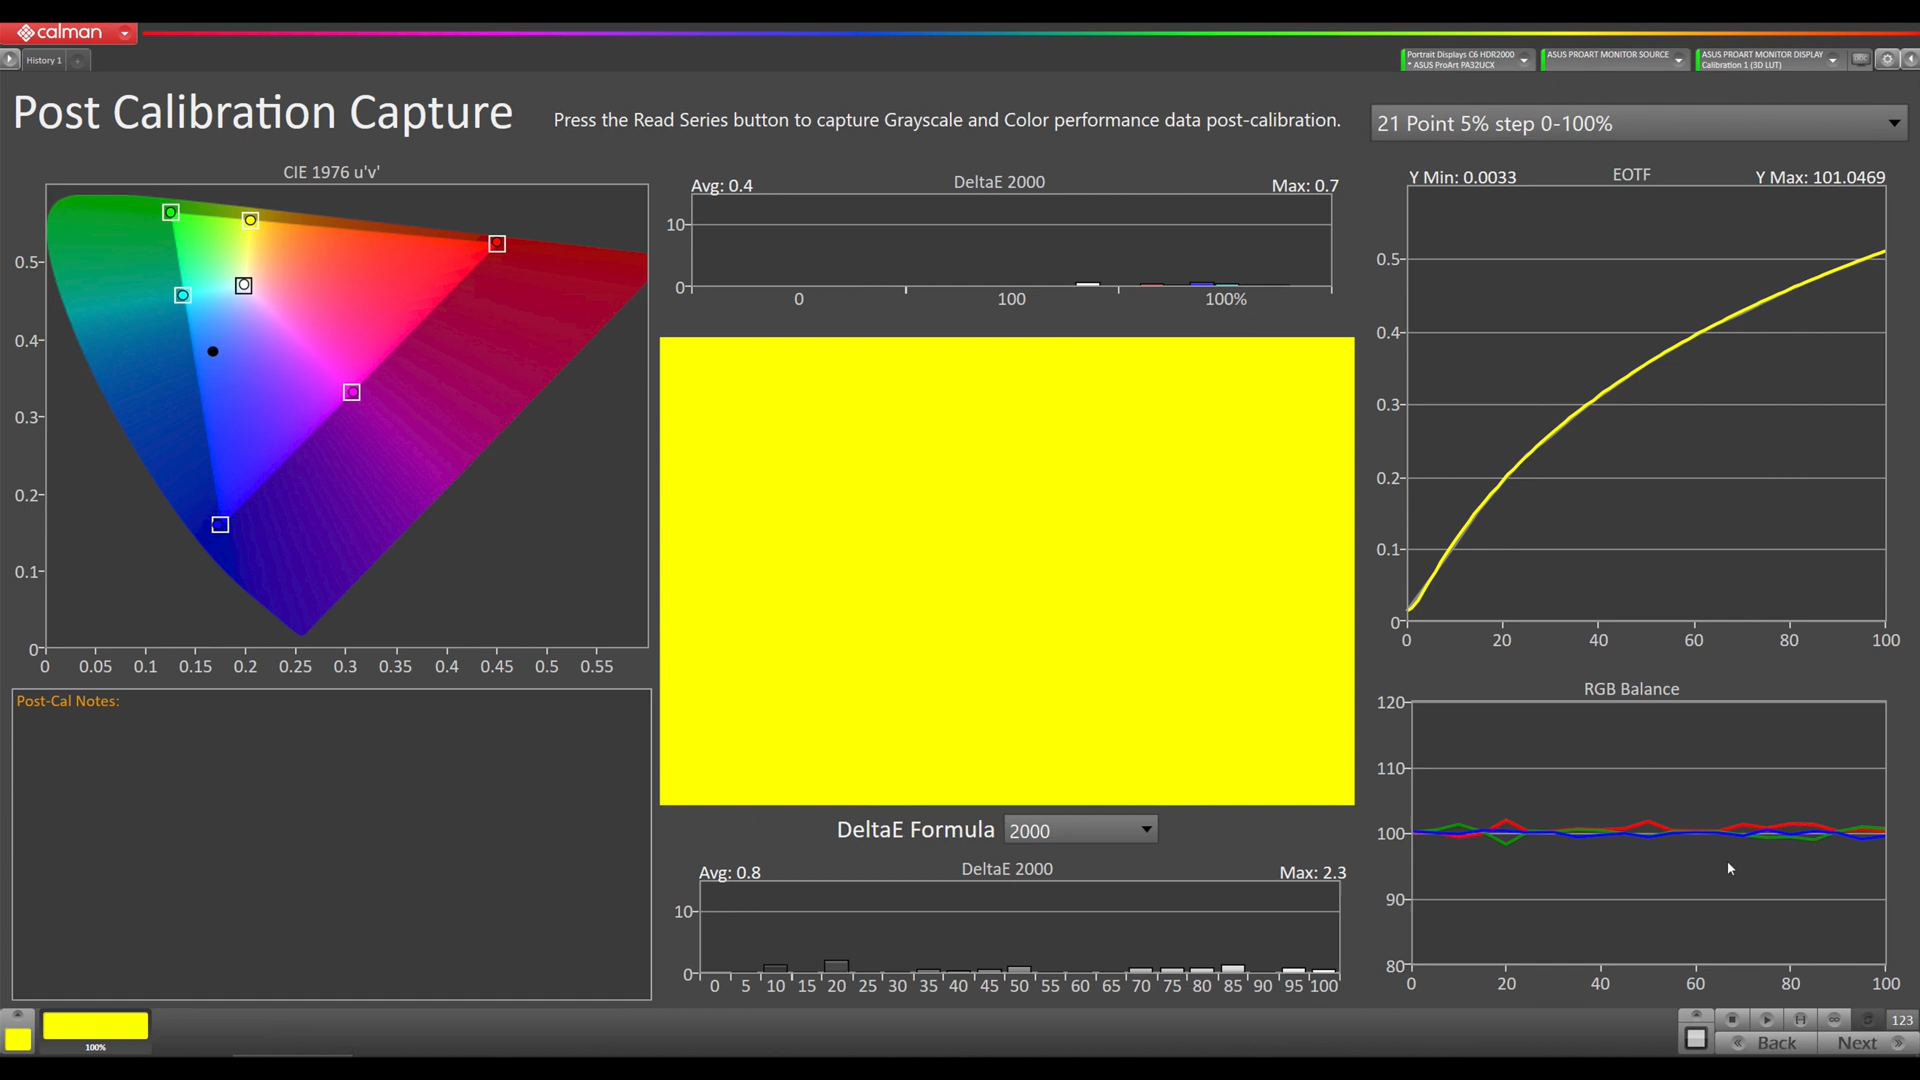 calman
History 1
Portrait Displays C6 HDR2000
* ASUS ProArt PA32UCX
ASUS PROART MONITOR SOURCE
ASUS PROART MONITOR DISPLAY
Calibration 1 (3D LUT)
Post Calibration Capture
Press the Read Series button to capture Grayscale and Color performance data post-calibration.
21 Point 5% step 0-100%
CIE 1976 u'v'
0.5
0.4
0.3
0.2
0.1
0
0 0.05 0.1 0.15 0.2 0.25 0.3 0.35 0.4 0.45 0.5 0.55
Avg: 0.4
DeltaE 2000
Max: 0.7
10
0
0 100 100%
Y Min: 0.0033
EOTF
Y Max: 101.0469
0.5
0.4
0.3
0.2
0.1
0
0 20 40 60 80 100
Post-Cal Notes:
DeltaE Formula
2000
Avg: 0.8
DeltaE 2000
Max: 2.3
10
0
0 5 10 15 20 25 30 35 40 45 50 55 60 65 70 75 80 85 90 95 100
RGB Balance
120
110
100
90
80
0 20 40 60 80 100
100%
123
Back
Next